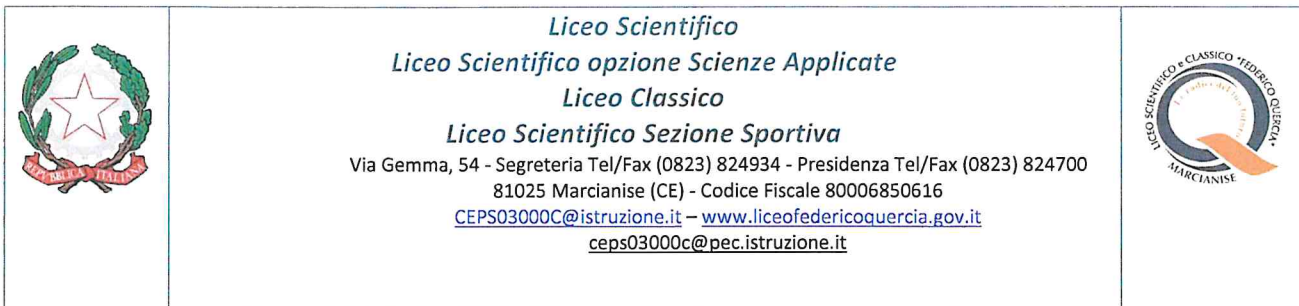 Liceo Scientifico
Liceo Scientifico opzione Scienze Applicate
Liceo Classico
Liceo Scientifico Sezione Sportiva
Via Gemma, 54 - Segreteria Tel/Fax (0823) 824934 - Presidenza Tel/Fax (0823) 824700
81025 Marcianise (CE) - Codice Fiscale 80006850616
CEPS03000C@istruzione.it – www.liceofedericoquercia.gov.it
ceps03000c@pec.istruzione.it
REPVBBLICA ITALIANA
LICEO SCIENTIFICO e CLASSICO "FEDERICO QUERCIA"
MARCIANISE